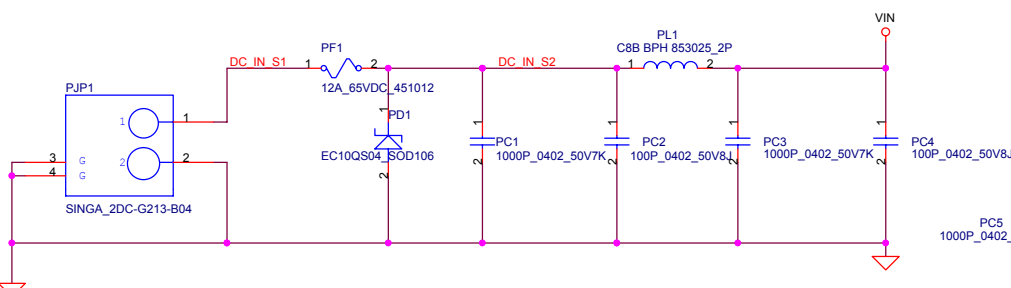 VIN
PF1
PL1
C8B BPH 853025_2P
DC_IN_S1
1
2
DC_IN_S2
1
2
12A_65VDC_451012
PJP1
1
1
2
2
3
G
4
G
SINGA_2DC-G213-B04
1
PD1
EC10QS04_SOD106
2
1
PC1
1000P_0402_50V7K
2
1
PC2
100P_0402_50V8J
2
1
PC3
1000P_0402_50V7K
2
1
PC4
100P_0402_50V8J
2
PC5
1000P_0402_